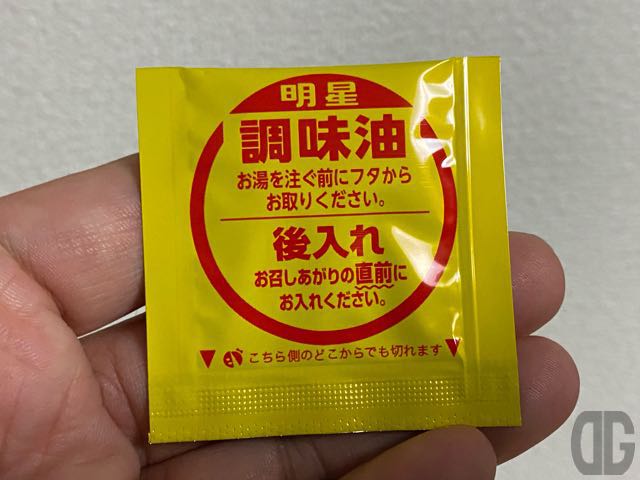 明星
調味油
お湯を注ぐ前にフタから
お取りください。
後入れ
お召しあがりの直前に
お入れください。
▼ こちら側のどこからでも切れます ▼
DG